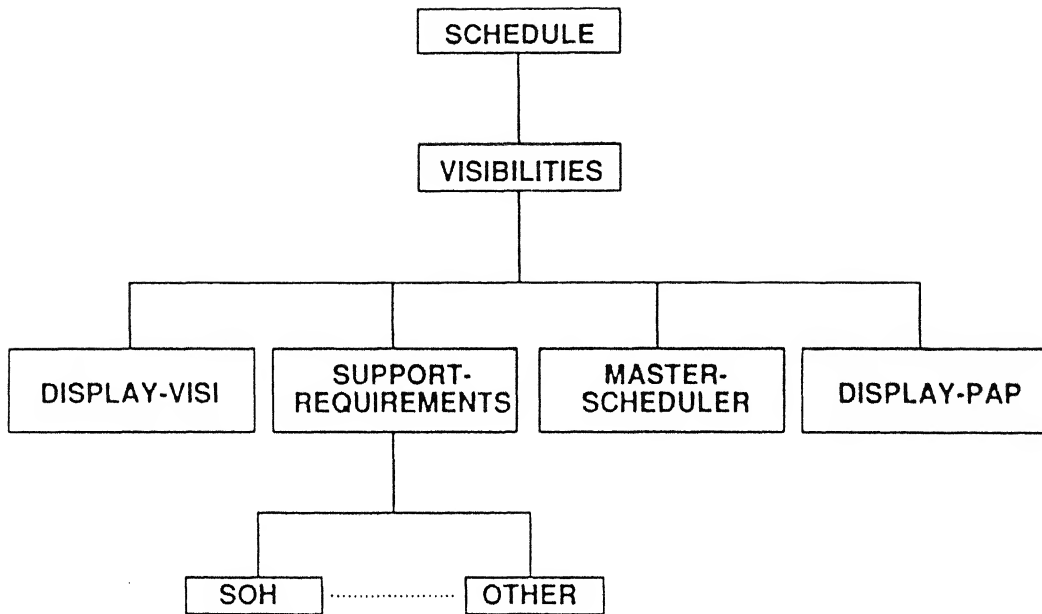 SCHEDULE
VISIBILITIES
DISPLAY-VISI
SUPPORT-
REQUIREMENTS
MASTER-
SCHEDULER
DISPLAY-PAP
SOH
OTHER